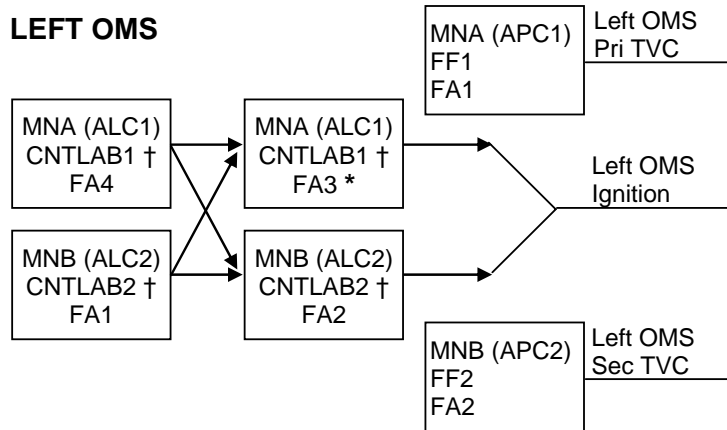 LEFT OMS
MNA (APC1)
FF1
FA1
Left OMS
Pri TVC
MNA (ALC1)
CNTLAB1 †
FA4
MNA (ALC1)
CNTLAB1 †
FA3 *
Left OMS
Ignition
MNB (ALC2)
CNTLAB2 †
FA1
MNB (ALC2)
CNTLAB2 †
FA2
MNB (APC2)
FF2
FA2
Left OMS
Sec TVC